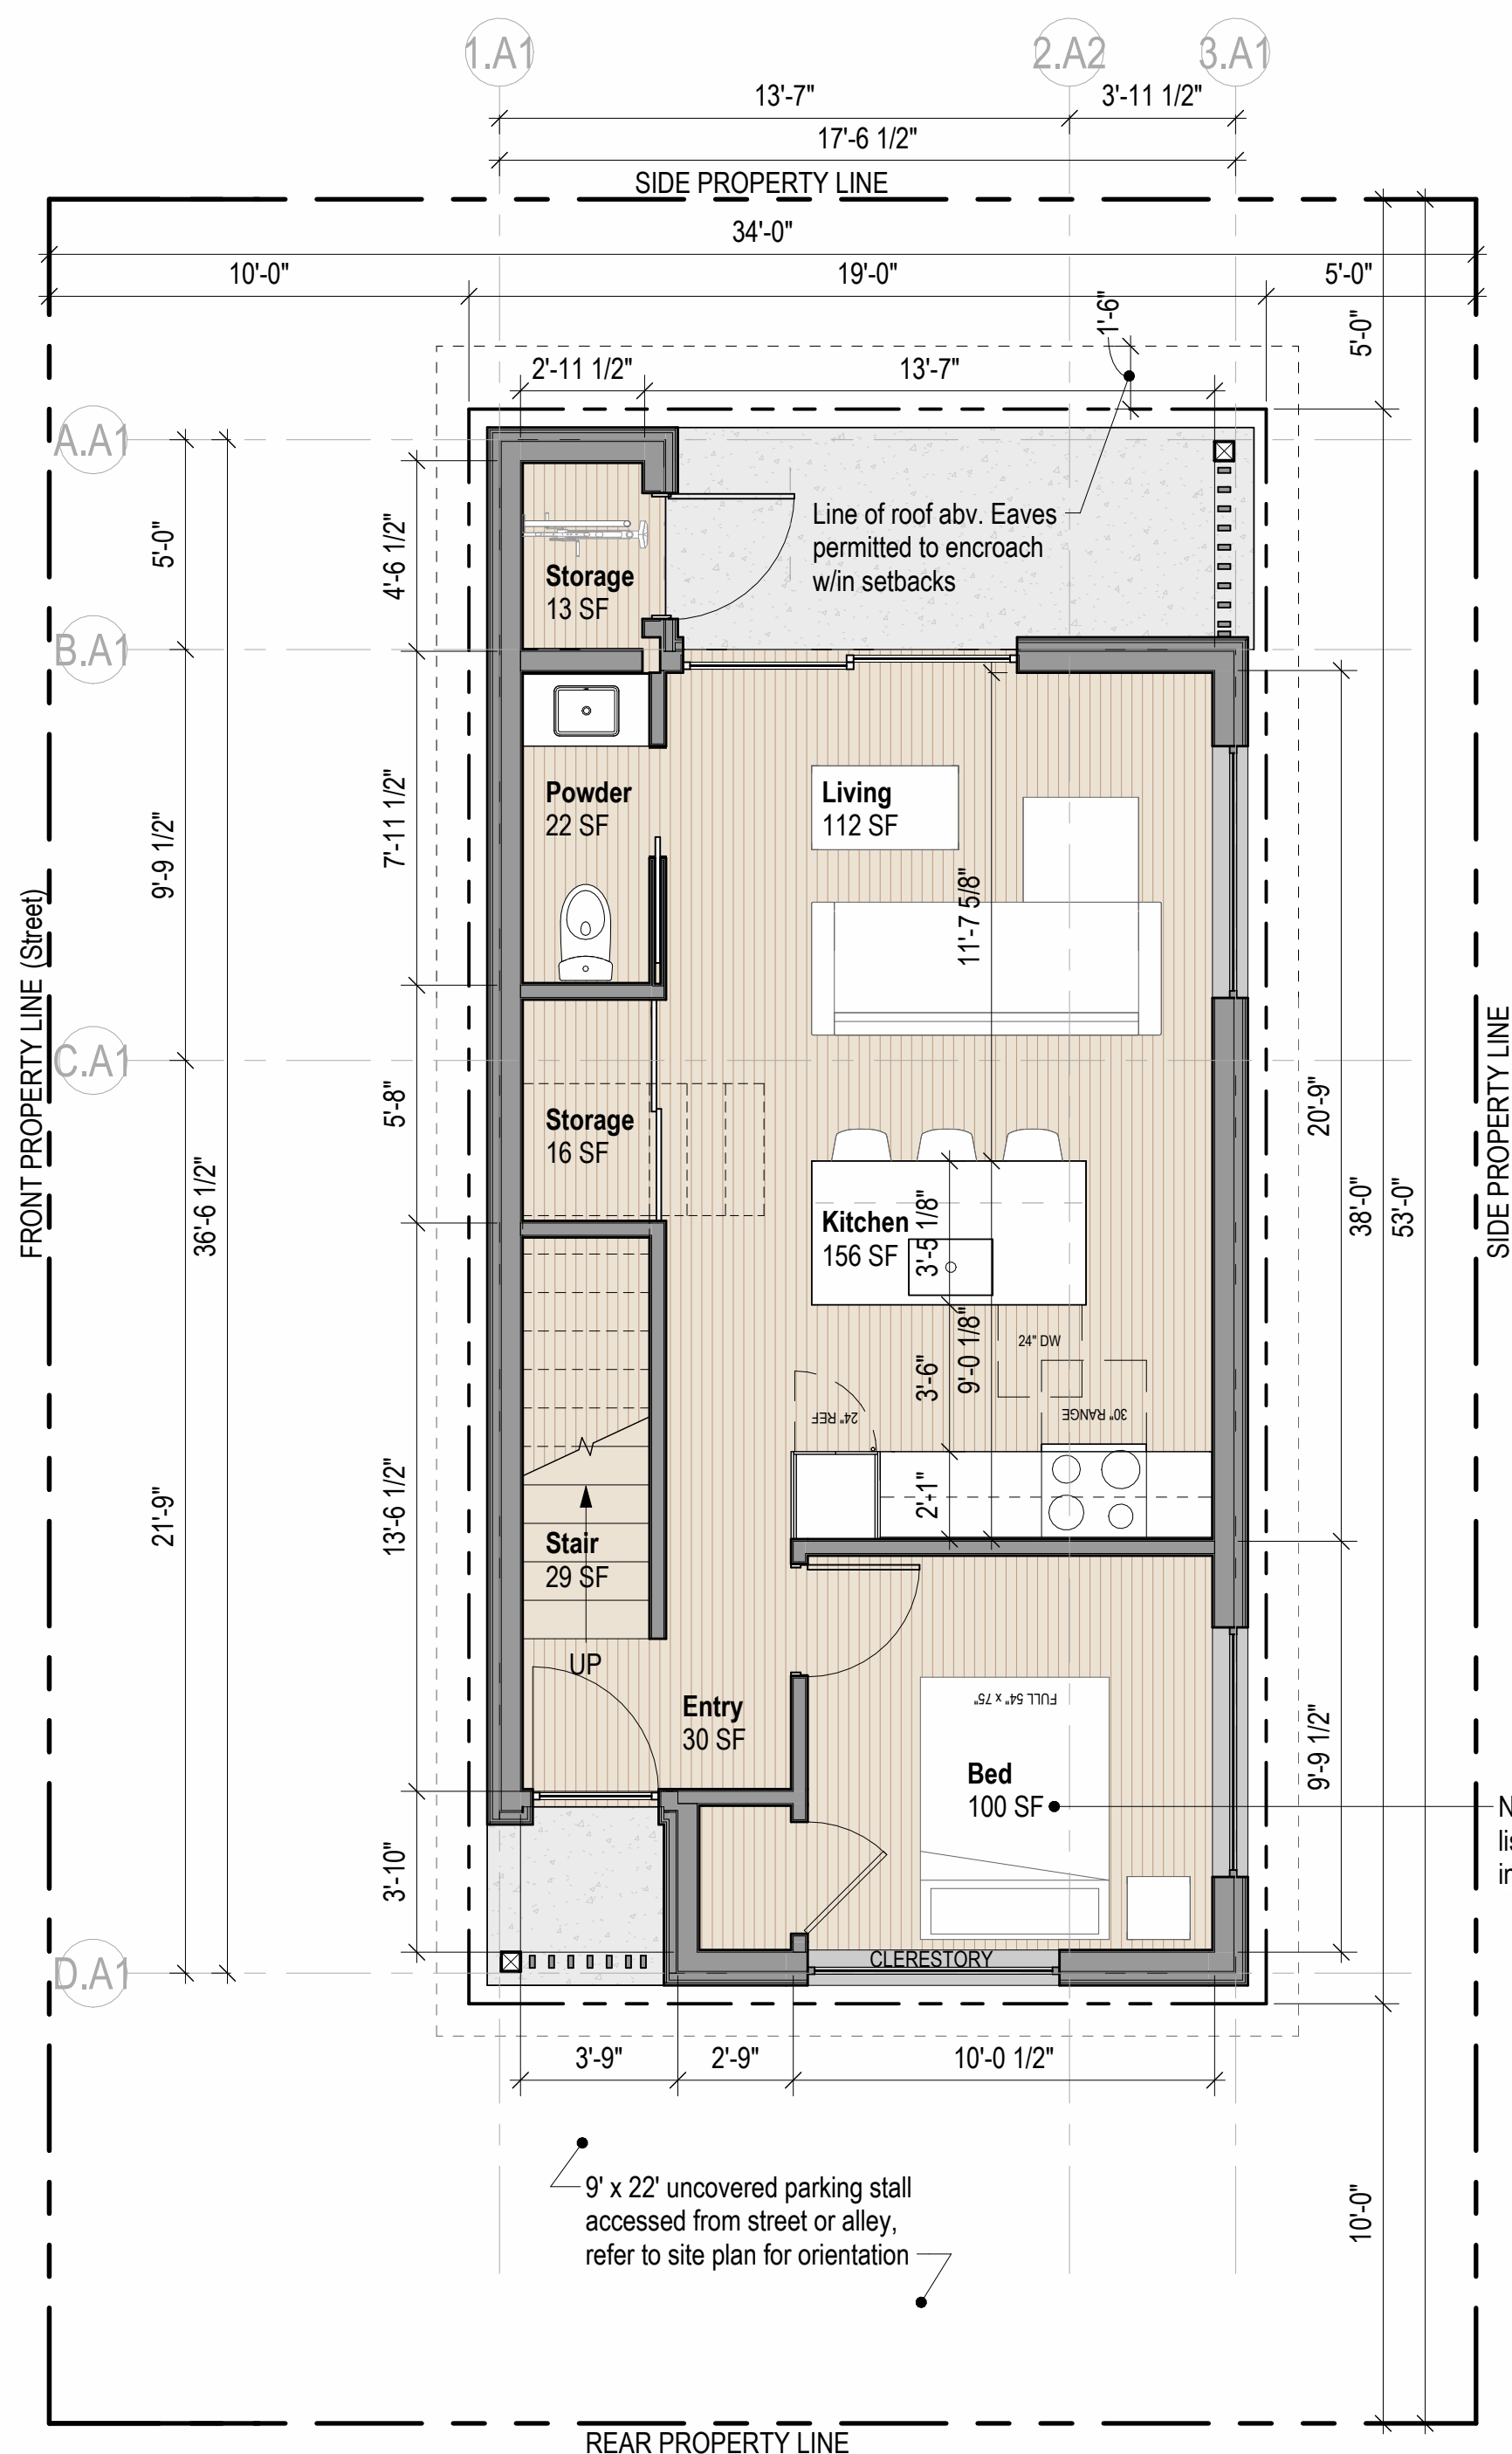 1.A1
2.A2
3.A1
13'-7"
3'-11 1/2"
17'-6 1/2"
SIDE PROPERTY LINE
34'-0"
10'-0"
19'-0"
5'-0"
1'-6"
5'-0"
2'-11 1/2"
13'-7"
A.A1
Line of roof abv. Eaves
permitted to encroach
w/in setbacks
5'-0"
4'-6 1/2"
Storage
13 SF
B.A1
Powder
22 SF
Living
112 SF
9'-9 1/2"
7'-11 1/2"
11'-7 5/8"
FRONT PROPERTY LINE (Street)
SIDE PROPERTY LINE
C.A1
5'-8"
Storage
16 SF
20'-9"
36'-6 1/2"
38'-0"
53'-0"
Kitchen
156 SF
3'-5 1/8"
24" DW
3'-6"
9'-0 1/8"
24" REF
30" RANGE
2'-1"
21'-9"
13'-6 1/2"
Stair
29 SF
UP
Entry
30 SF
FULL 54" x 75"
Bed
100 SF
9'-9 1/2"
N
lis
in
3'-10"
CLERESTORY
D.A1
3'-9"
2'-9"
10'-0 1/2"
9' x 22' uncovered parking stall
accessed from street or alley,
refer to site plan for orientation
10'-0"
REAR PROPERTY LINE